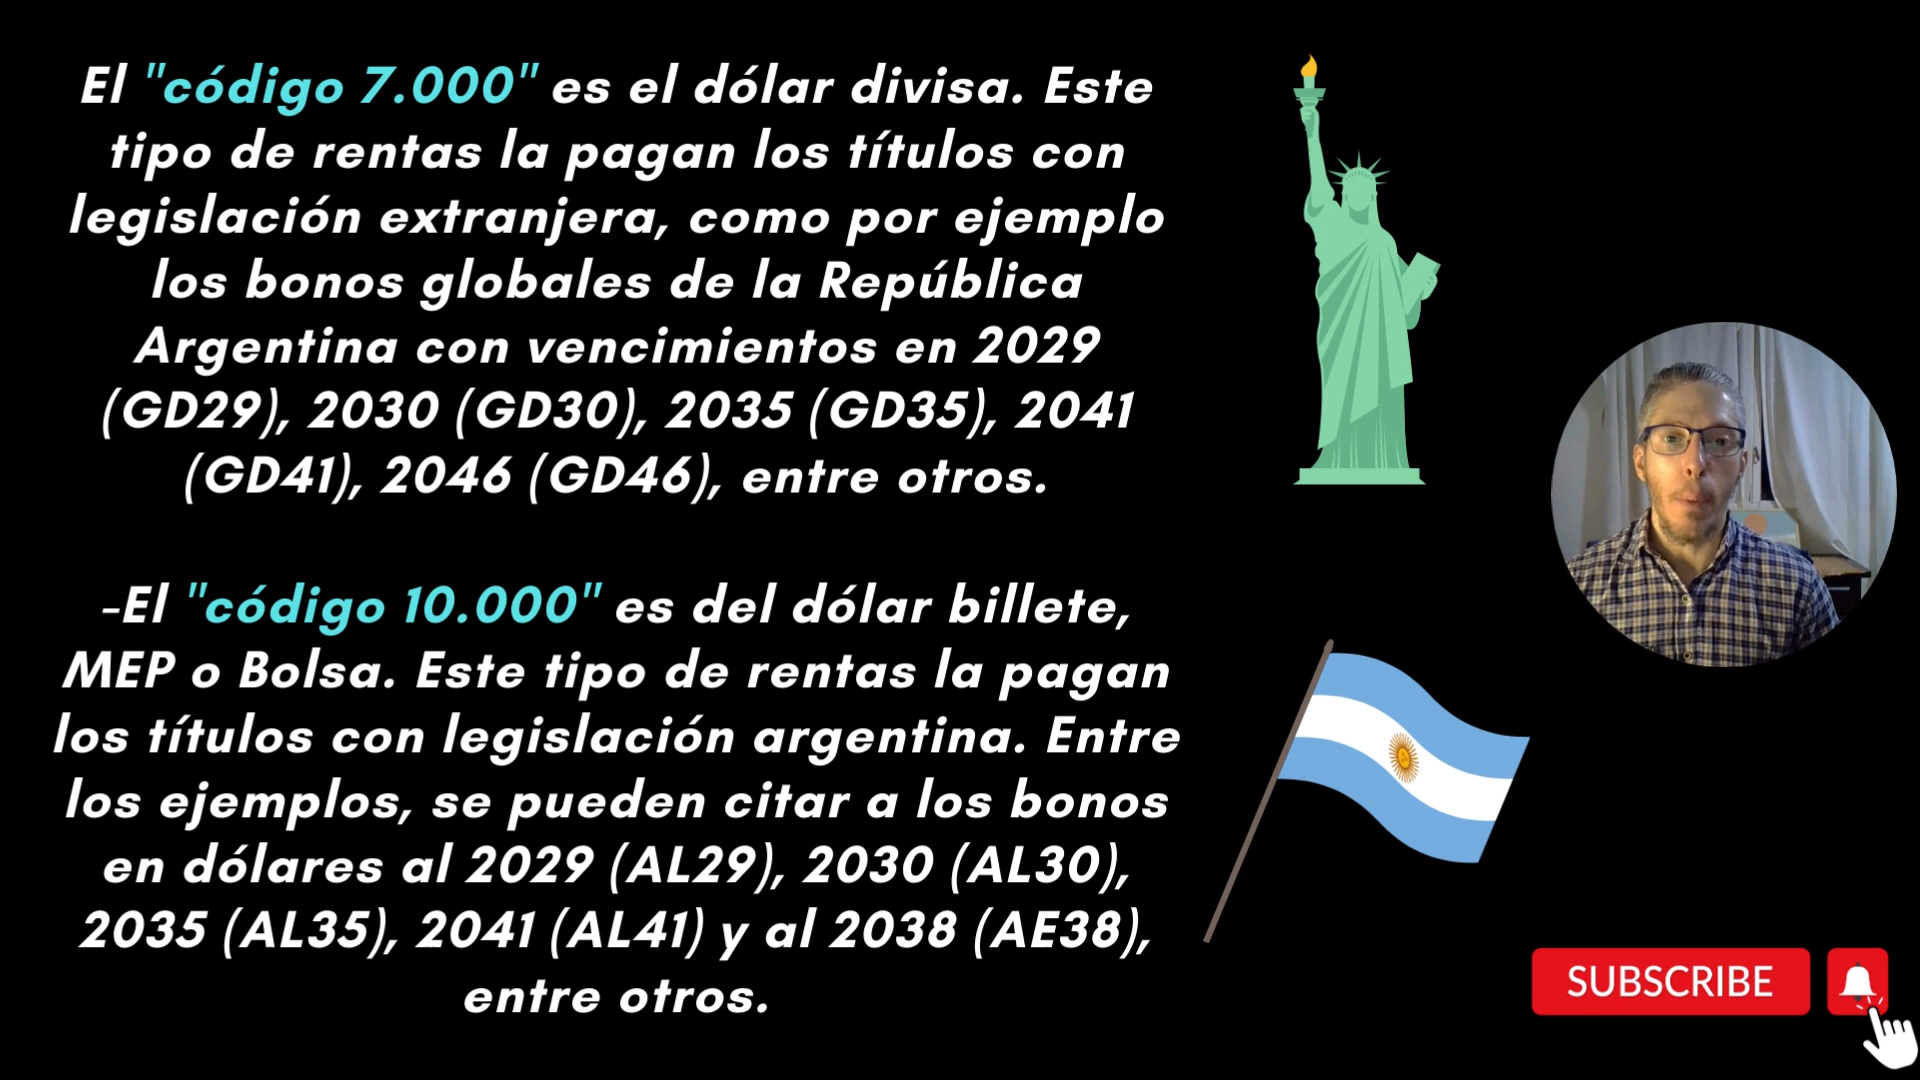 El "código 7.000" es el dólar divisa. Este
tipo de rentas la pagan los títulos con
legislación extranjera, como por ejemplo
los bonos globales de la República
Argentina con vencimientos en 2029
(GD29), 2030 (GD30), 2035 (GD35), 2041
(GD41), 2046 (GD46), entre otros.
-El "código 10.000" es del dólar billete,
MEP o Bolsa. Este tipo de rentas la pagan
los títulos con legislación argentina. Entre
los ejemplos, se pueden citar a los bonos
en dólares al 2029 (AL29), 2030 (AL30),
2035 (AL35), 2041 (AL41) y al 2038 (AE38),
entre otros.
SUBSCRIBE